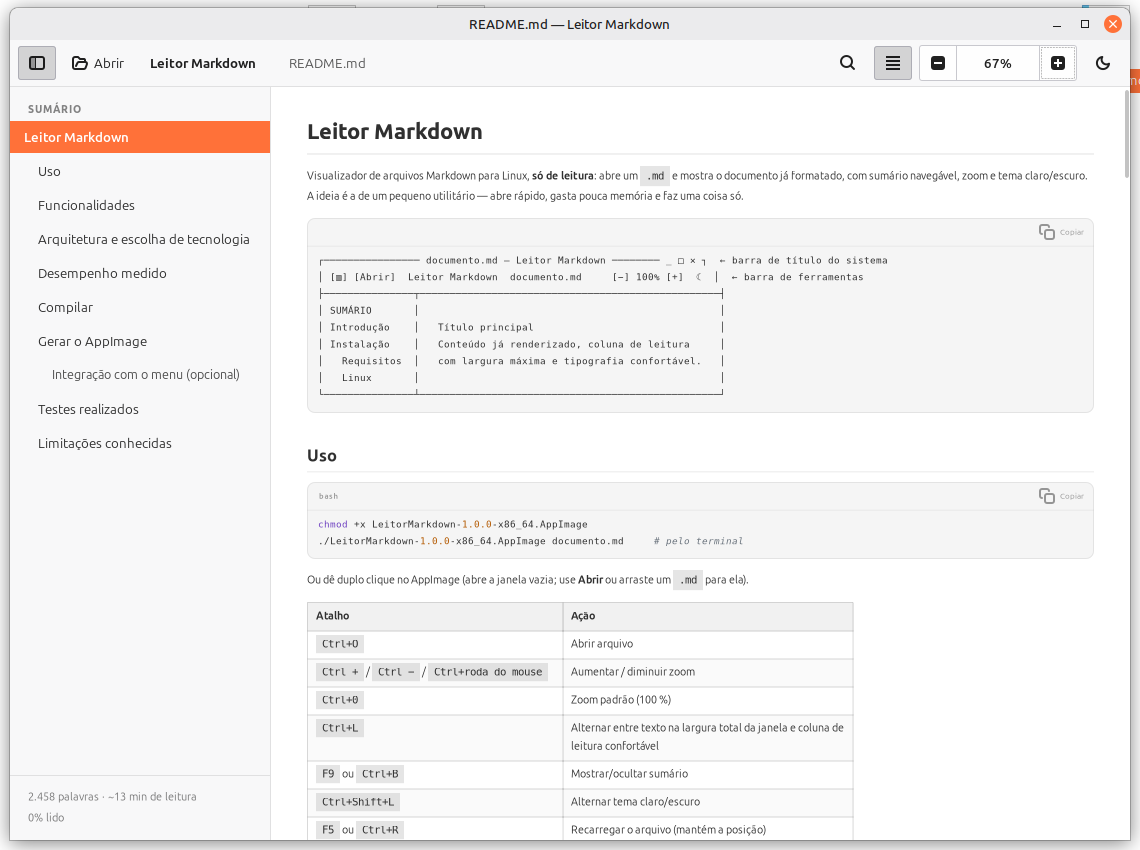 README.md — Leitor Markdown
Abrir Leitor Markdown README.md 67%
SUMÁRIO
Leitor Markdown
Uso
Funcionalidades
Arquitetura e escolha de tecnologia
Desempenho medido
Compilar
Gerar o AppImage
Integração com o menu (opcional)
Testes realizados
Limitações conhecidas
2.458 palavras · ~13 min de leitura
0% lido
Leitor Markdown
Visualizador de arquivos Markdown para Linux, só de leitura: abre um .md e mostra o documento já formatado, com sumário navegável, zoom e tema claro/escuro.
A ideia é a de um pequeno utilitário — abre rápido, gasta pouca memória e faz uma coisa só.
Copiar
┌──────────────── documento.md — Leitor Markdown ──────── _ □ × ┐ ← barra de título do sistema
│ [▥] [Abrir]  Leitor Markdown  documento.md     [−] 100% [+]  ☾  │ ← barra de ferramentas
├───────────────┬──────────────────────────────────────────────────┤
│ SUMÁRIO       │                                                  │
│ Introdução    │   Título principal                               │
│ Instalação    │   Conteúdo já renderizado, coluna de leitura     │
│   Requisitos  │   com largura máxima e tipografia confortável.   │
│   Linux       │                                                  │
└───────────────┴──────────────────────────────────────────────────┘
Uso
bash Copiar
chmod +x LeitorMarkdown-1.0.0-x86_64.AppImage
./LeitorMarkdown-1.0.0-x86_64.AppImage documento.md     # pelo terminal
Ou dê duplo clique no AppImage (abre a janela vazia; use Abrir ou arraste um .md para ela).
Atalho Ação
Ctrl+O Abrir arquivo
Ctrl + / Ctrl − / Ctrl+roda do mouse Aumentar / diminuir zoom
Ctrl+0 Zoom padrão (100 %)
Ctrl+L Alternar entre texto na largura total da janela e coluna de
leitura confortável
F9 ou Ctrl+B Mostrar/ocultar sumário
Ctrl+Shift+L Alternar tema claro/escuro
F5 ou Ctrl+R Recarregar o arquivo (mantém a posição)